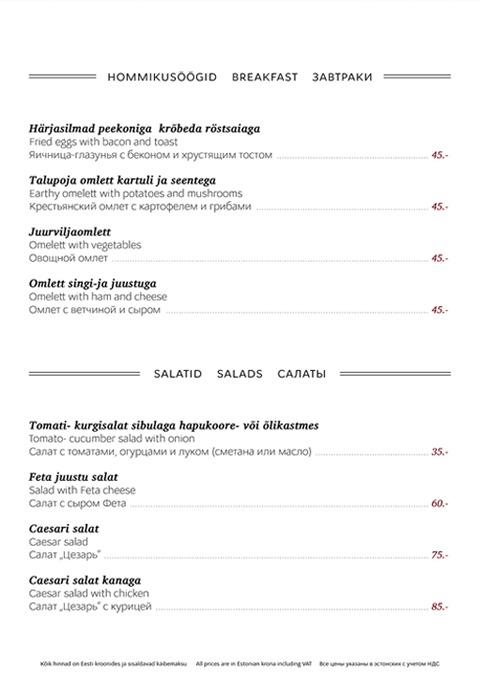 HOMMIKUSÖÖGID BREAKFAST ЗАВТРАКИ
Härjasilmad peekoniga krõbeda röstsaiaga
Fried eggs with bacon and toast
Яичница-глазунья с беконом и хрустящим тостом 45.-
Talupoja omlett kartuli ja seentega
Earthy omelett with potatoes and mushrooms
Крестьянский омлет с картофелем и грибами 45.-
Juurviljaomlett
Omelett with vegetables
Овощной омлет 45.-
Omlett singi-ja juustuga
Omelett with ham and cheese
Омлет с ветчиной и сыром 45.-
SALATID SALADS САЛАТЫ
Tomati- kurgisalat sibulaga hapukoore- või õlikastmes
Tomato- cucumber salad with onion
Салат с томатами, огурцами и луком (сметана или масло) 35.-
Feta juustu salat
Salad with Feta cheese
Салат с сыром Фета 60.-
Caesari salat
Caesar salad
Салат „Цезарь“ 75.-
Caesari salat kanaga
Caesar salad with chicken
Салат „Цезарь“ с курицей 85.-
Kõik hinnad on Eesti kroonides ja sisaldavad käibemaksu All prices are in Estonian krona including VAT Все цены указаны в эстонских с учетом НДС